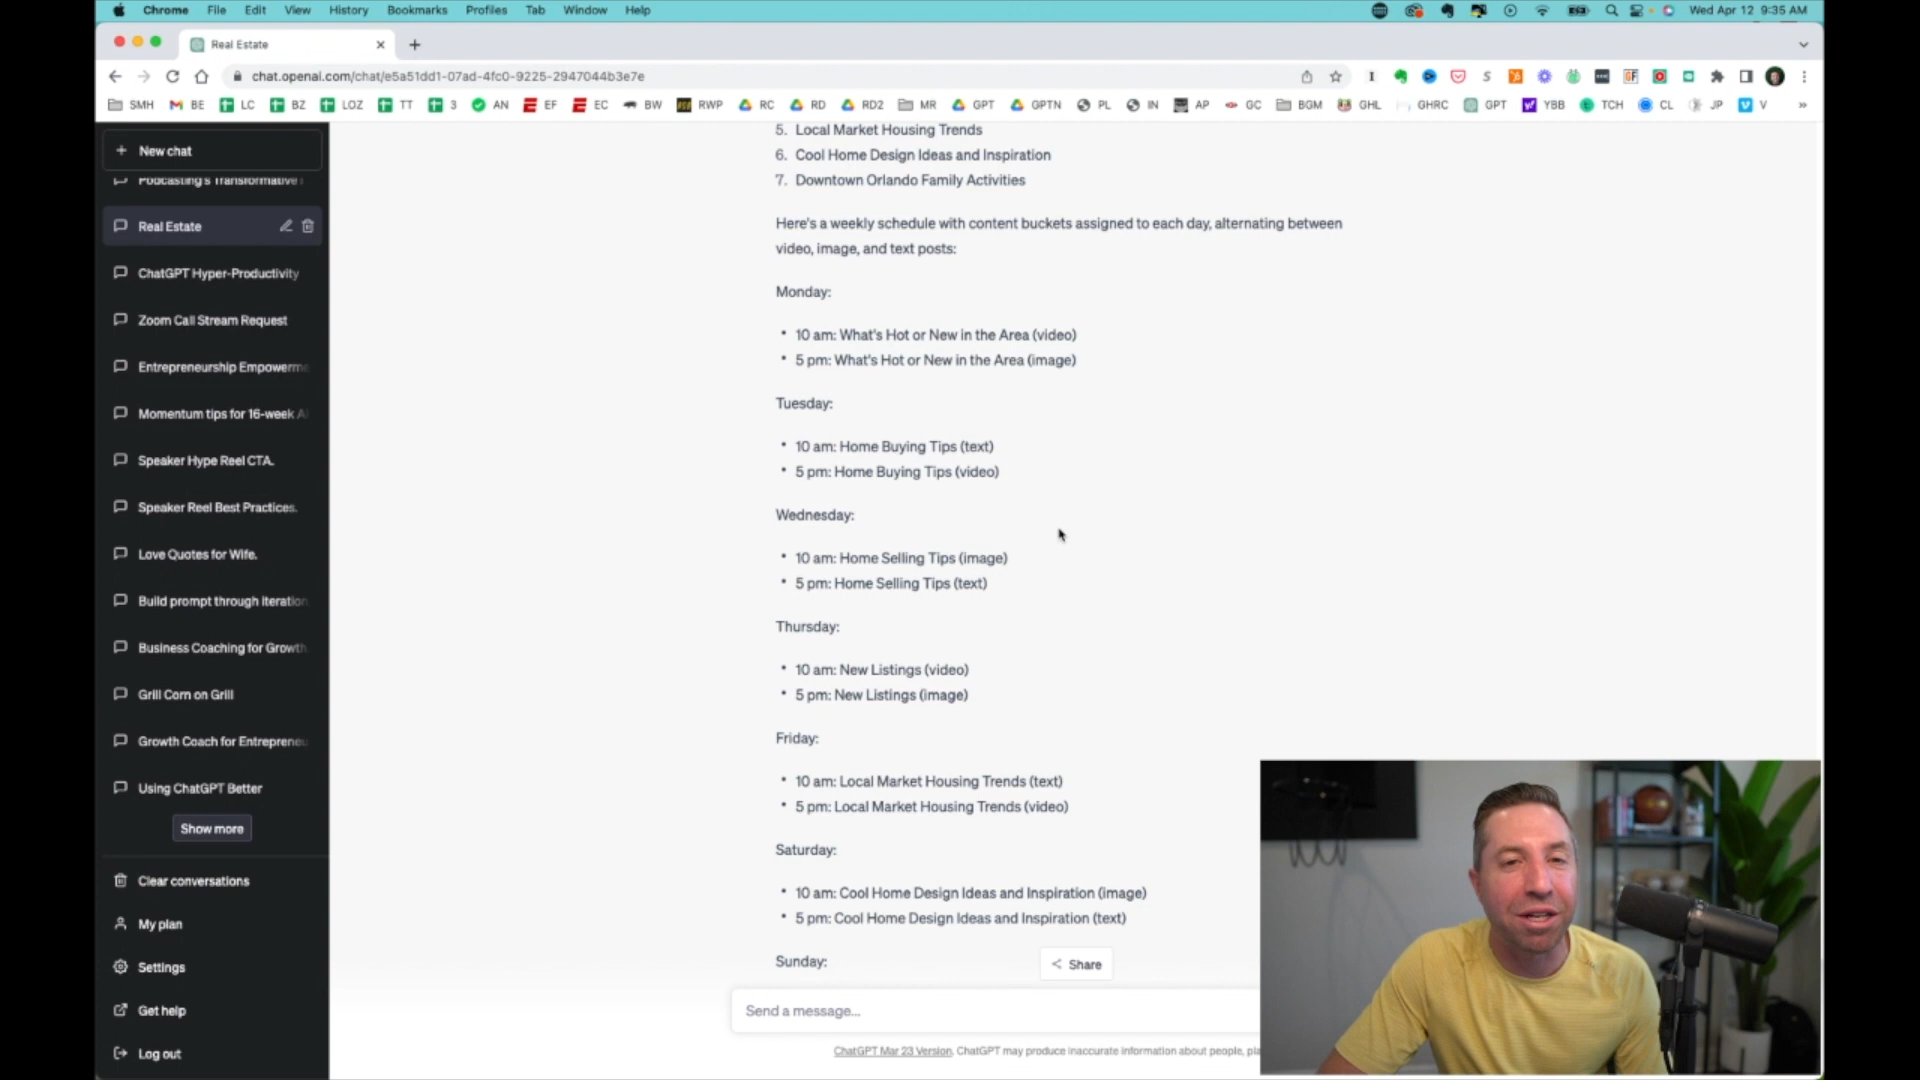 Chrome File Edit View History Bookmarks Profiles Tab Window Help Wed Apr 12 9:35 AM
Real Estate
chat.openai.com/chat/e5a51dd1-07ad-4fc0-9225-2947044b3e7e
SMH BE LC BZ LOZ TT 3 AN EF EC BW RWP RC RD RD2 MR GPT GPTN PL IN AP GC BGM GHL GHRC GPT YBB TCH CL JP V »
+ New chat
Podcasting's Transformative
Real Estate
ChatGPT Hyper-Productivity
Zoom Call Stream Request
Entrepreneurship Empowerme
Momentum tips for 16-week A
Speaker Hype Reel CTA.
Speaker Reel Best Practices.
Love Quotes for Wife.
Build prompt through iteration
Business Coaching for Growth.
Grill Corn on Grill
Growth Coach for Entrepreneu
Using ChatGPT Better
Show more
Clear conversations
My plan
Settings
Get help
Log out
5. Local Market Housing Trends
6. Cool Home Design Ideas and Inspiration
7. Downtown Orlando Family Activities
Here's a weekly schedule with content buckets assigned to each day, alternating between
video, image, and text posts:
Monday:
• 10 am: What's Hot or New in the Area (video)
• 5 pm: What's Hot or New in the Area (image)
Tuesday:
• 10 am: Home Buying Tips (text)
• 5 pm: Home Buying Tips (video)
Wednesday:
• 10 am: Home Selling Tips (image)
• 5 pm: Home Selling Tips (text)
Thursday:
• 10 am: New Listings (video)
• 5 pm: New Listings (image)
Friday:
• 10 am: Local Market Housing Trends (text)
• 5 pm: Local Market Housing Trends (video)
Saturday:
• 10 am: Cool Home Design Ideas and Inspiration (image)
• 5 pm: Cool Home Design Ideas and Inspiration (text)
Sunday:
Share
Send a message...
ChatGPT Mar 23 Version. ChatGPT may produce inaccurate information about people, pla